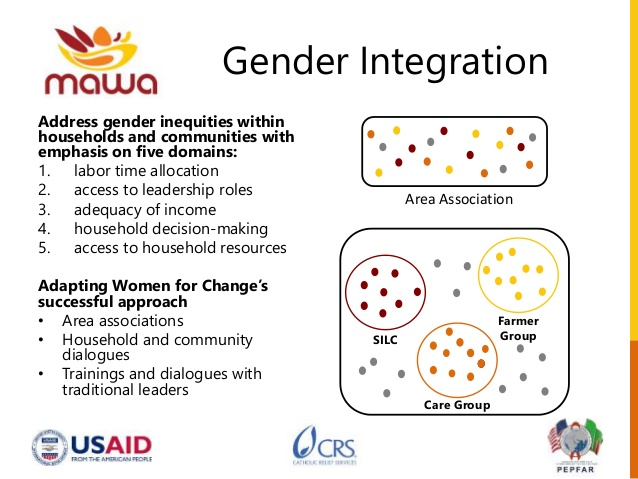 mawa
Gender Integration
Address gender inequities within
households and communities with
emphasis on five domains:
1. labor time allocation
2. access to leadership roles
3. adequacy of income
4. household decision-making
5. access to household resources
Adapting Women for Change's
successful approach
• Area associations
• Household and community
dialogues
• Trainings and dialogues with
traditional leaders
Area Association
SILC
Farmer
Group
Care Group
USAID
FROM THE AMERICAN PEOPLE
CRS
CATHOLIC RELIEF SERVICES
PEPFAR